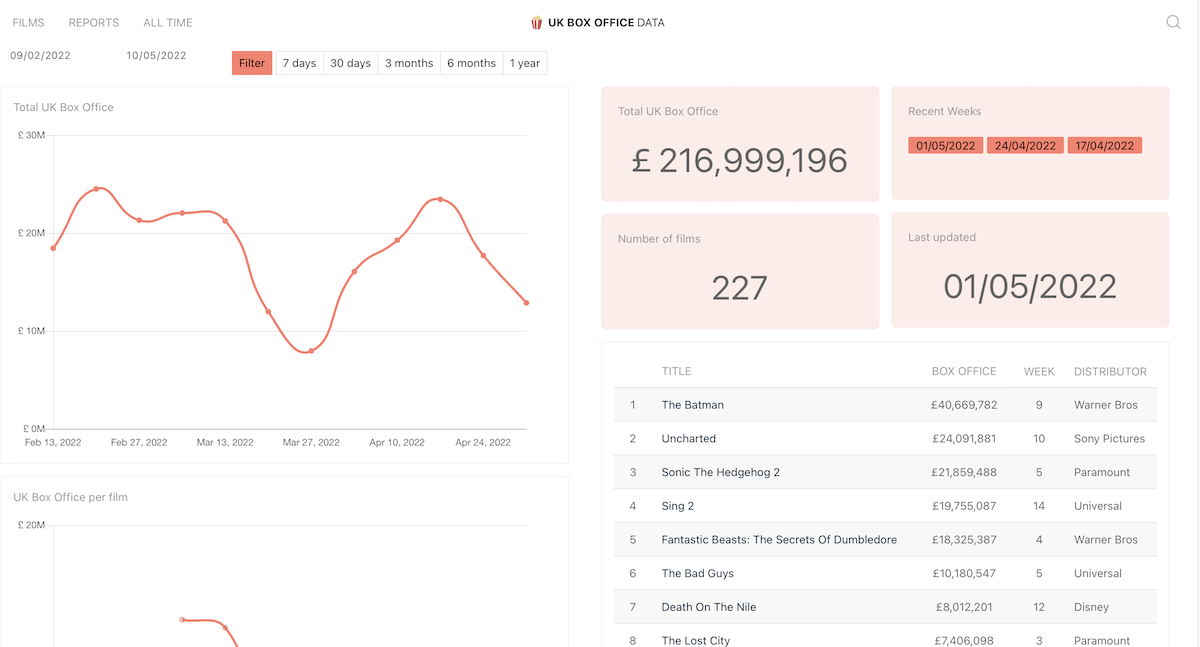 FILMS REPORTS ALL TIME
UK BOX OFFICE DATA
09/02/2022 10/05/2022
Filter 7 days 30 days 3 months 6 months 1 year
Total UK Box Office
£ 30M
£ 20M
£ 10M
£ 0M
Feb 13, 2022 Feb 27, 2022 Mar 13, 2022 Mar 27, 2022 Apr 10, 2022 Apr 24, 2022
UK Box Office per film
£ 20M
Total UK Box Office
£ 216,999,196
Recent Weeks
01/05/2022 24/04/2022 17/04/2022
Number of films
227
Last updated
01/05/2022
TITLE BOX OFFICE WEEK DISTRIBUTOR
1 The Batman £40,669,782 9 Warner Bros
2 Uncharted £24,091,881 10 Sony Pictures
3 Sonic The Hedgehog 2 £21,859,488 5 Paramount
4 Sing 2 £19,755,087 14 Universal
5 Fantastic Beasts: The Secrets Of Dumbledore £18,325,387 4 Warner Bros
6 The Bad Guys £10,180,547 5 Universal
7 Death On The Nile £8,012,201 12 Disney
8 The Lost City £7,406,098 3 Paramount